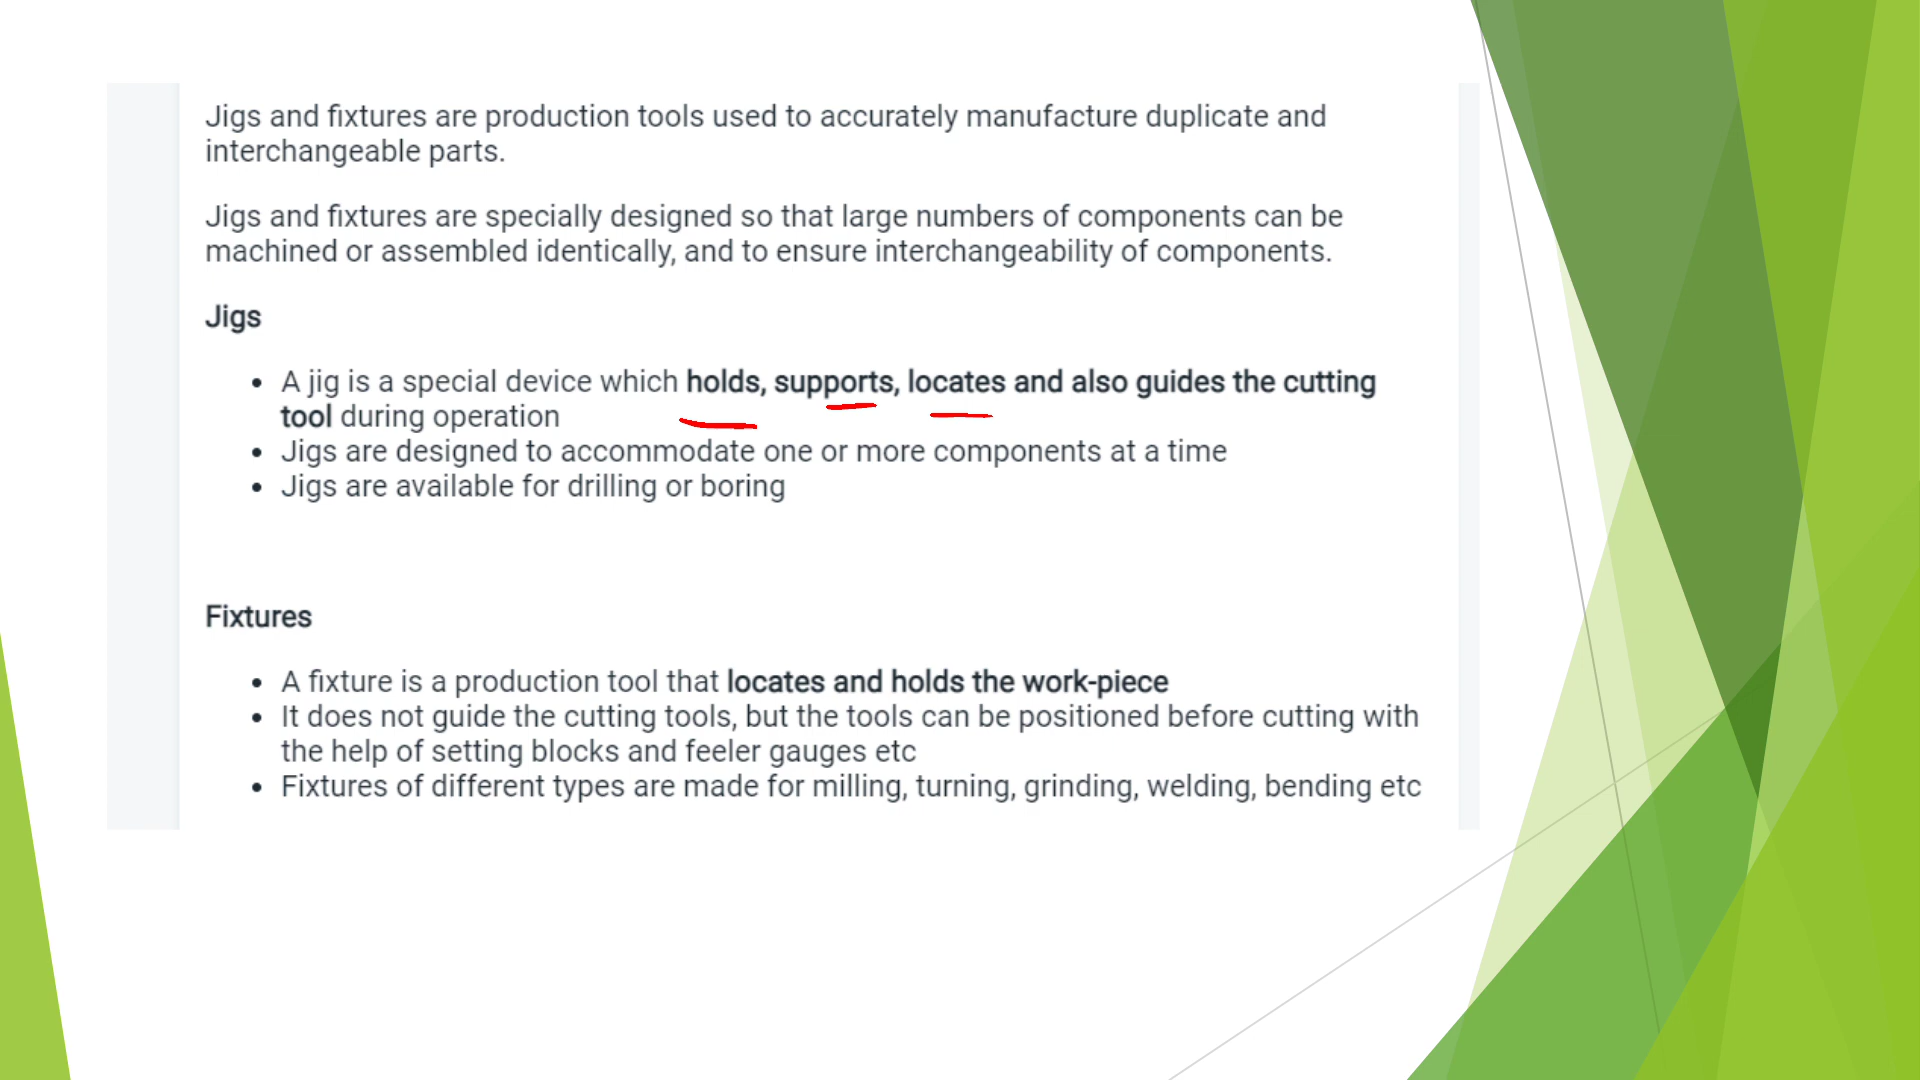 Jigs and fixtures are production tools used to accurately manufacture duplicate and
interchangeable parts.
Jigs and fixtures are specially designed so that large numbers of components can be
machined or assembled identically, and to ensure interchangeability of components.
Jigs
• A jig is a special device which holds, supports, locates and also guides the cutting
tool during operation
• Jigs are designed to accommodate one or more components at a time
• Jigs are available for drilling or boring
Fixtures
• A fixture is a production tool that locates and holds the work-piece
• It does not guide the cutting tools, but the tools can be positioned before cutting with
the help of setting blocks and feeler gauges etc
• Fixtures of different types are made for milling, turning, grinding, welding, bending etc